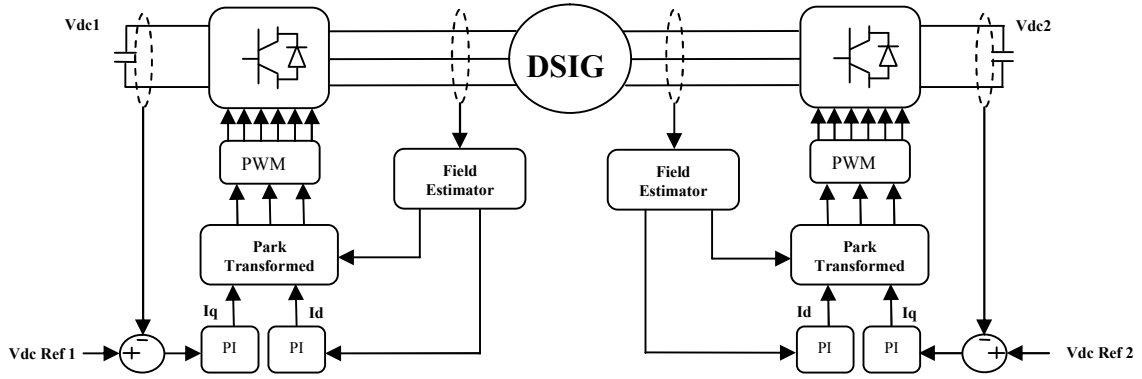 Vdc1
DSIG
Vdc2
PWM
Field
Estimator
Field
Estimator
PWM
Park
Transformed
Park
Transformed
Iq
Id
Id
Iq
Vdc Ref 1
+
−
PI
PI
PI
PI
−
+
Vdc Ref 2